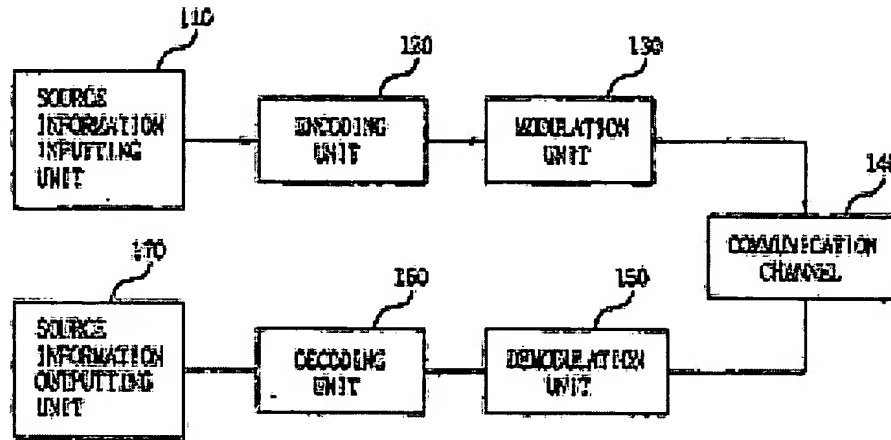 110
SOURCE
INFORMATION
INPUTTING
UNIT
120
ENCODING
UNIT
130
MODULATION
UNIT
140
COMMUNICATION
CHANNEL
150
DEMODULATION
UNIT
160
DECODING
UNIT
170
SOURCE
INFORMATION
OUTPUTTING
UNIT